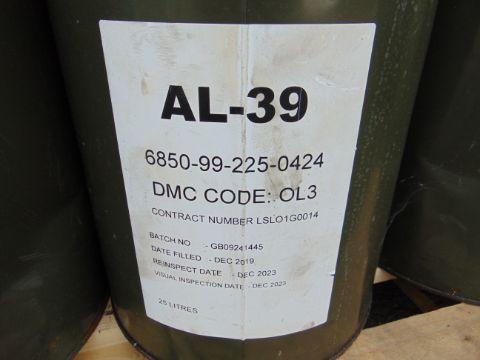 AL-39
6850-99-225-0424
DMC CODE: OL3
CONTRACT NUMBER LSLO1G0014
BATCH NO - GB09241445
DATE FILLED - DEC 2019
REINSPECT DATE - DEC 2023
VISUAL INSPECTION DATE - DEC 2023
25 LITRES